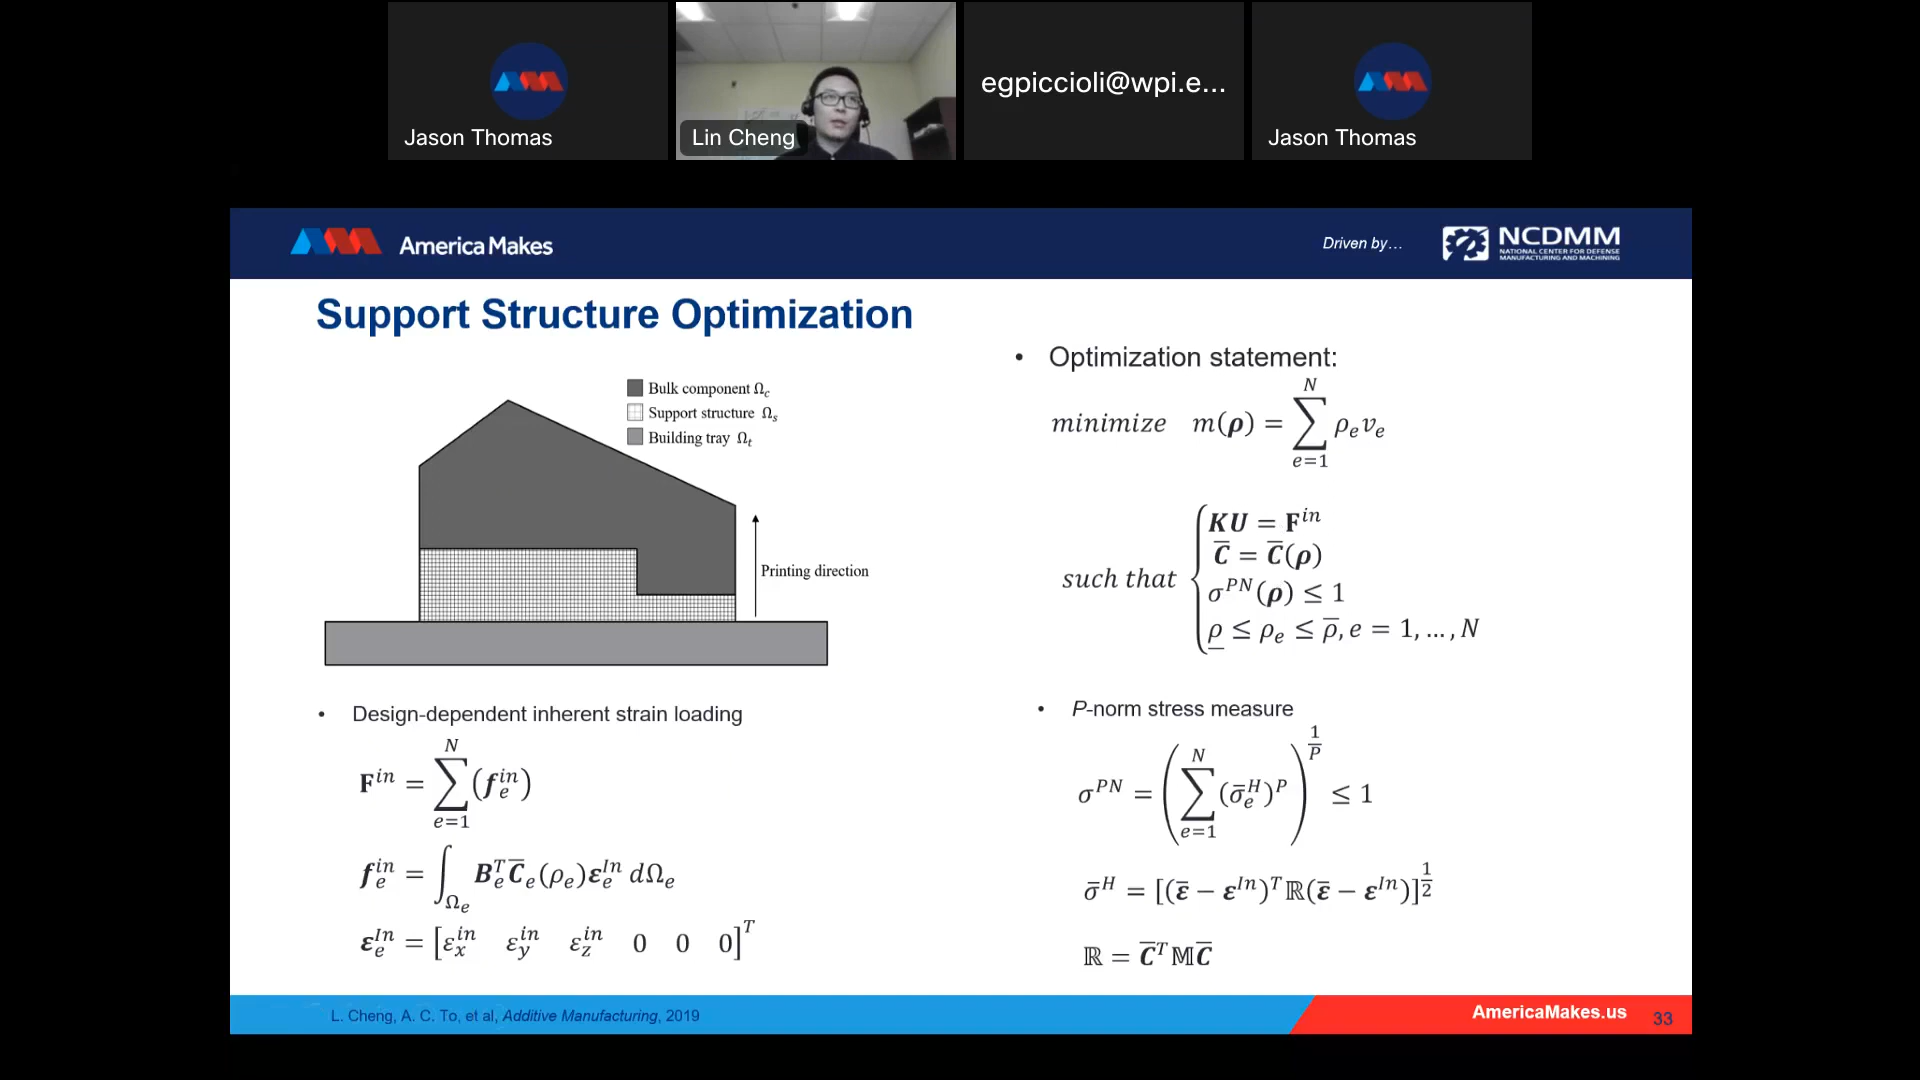 Jason Thomas
Lin Cheng
egpiccioli@wpi.e...
Jason Thomas
America Makes
Driven by...
NCDMM
NATIONAL CENTER FOR DEFENSE
MANUFACTURING AND MACHINING
Support Structure Optimization
Bulk component Ω_c
Support structure Ω_s
Building tray Ω_t
Printing direction
• Design-dependent inherent strain loading
𝐅^{in} = ∑_{e=1}^{N} (𝒇_e^{in})
𝒇_e^{in} = ∫_{Ω_e} 𝑩_e^T 𝑪̅_e(ρ_e) 𝜺_e^{In} dΩ_e
𝜺_e^{In} = [ε_x^{in} ε_y^{in} ε_z^{in} 0 0 0]^T
• Optimization statement:
minimize m(𝝆) = ∑_{e=1}^{N} ρ_e v_e
such that
𝑲𝑼 = 𝐅^{in}
𝑪̅ = 𝑪̅(𝝆)
σ^{PN}(𝝆) ≤ 1
ρ̲ ≤ ρ_e ≤ ρ̅, e = 1, … , N
• P-norm stress measure
σ^{PN} = (∑_{e=1}^{N} (σ̅_e^H)^P)^{1/P} ≤ 1
σ̅^H = [(𝜺̅ − 𝜺^{In})^T ℝ(𝜺̅ − 𝜺^{In})]^{1/2}
ℝ = 𝑪̅^T 𝕄𝑪̅
L. Cheng, A. C. To, et al, Additive Manufacturing, 2019
AmericaMakes.us
33